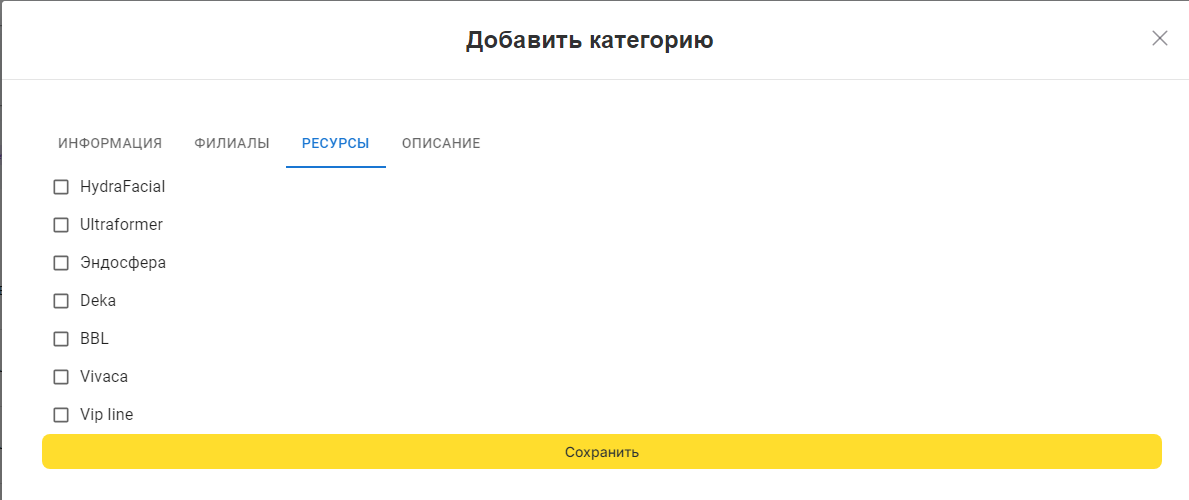 Добавить категорию
ИНФОРМАЦИЯ ФИЛИАЛЫ РЕСУРСЫ ОПИСАНИЕ
HydraFacial
Ultraformer
Эндосфера
Deka
BBL
Vivaca
Vip line
Сохранить